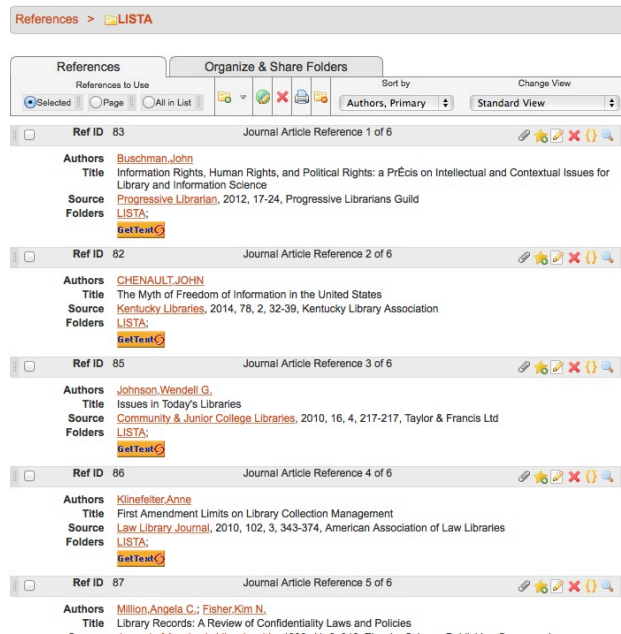 References > LISTA
References
Organize & Share Folders
References to Use
Selected Page All in List
Sort by
Authors, Primary
Change View
Standard View
Ref ID 83 Journal Article Reference 1 of 6
Authors Buschman,John
Title Information Rights, Human Rights, and Political Rights: a PrÉcis on Intellectual and Contextual Issues for
Library and Information Science
Source Progressive Librarian, 2012, 17-24, Progressive Librarians Guild
Folders LISTA;
GetText
Ref ID 82 Journal Article Reference 2 of 6
Authors CHENAULT,JOHN
Title The Myth of Freedom of Information in the United States
Source Kentucky Libraries, 2014, 78, 2, 32-39, Kentucky Library Association
Folders LISTA;
GetText
Ref ID 85 Journal Article Reference 3 of 6
Authors Johnson,Wendell G.
Title Issues in Today's Libraries
Source Community & Junior College Libraries, 2010, 16, 4, 217-217, Taylor & Francis Ltd
Folders LISTA;
GetText
Ref ID 86 Journal Article Reference 4 of 6
Authors Klinefelter,Anne
Title First Amendment Limits on Library Collection Management
Source Law Library Journal, 2010, 102, 3, 343-374, American Association of Law Libraries
Folders LISTA;
GetText
Ref ID 87 Journal Article Reference 5 of 6
Authors Million,Angela C.; Fisher,Kim N.
Title Library Records: A Review of Confidentiality Laws and Policies